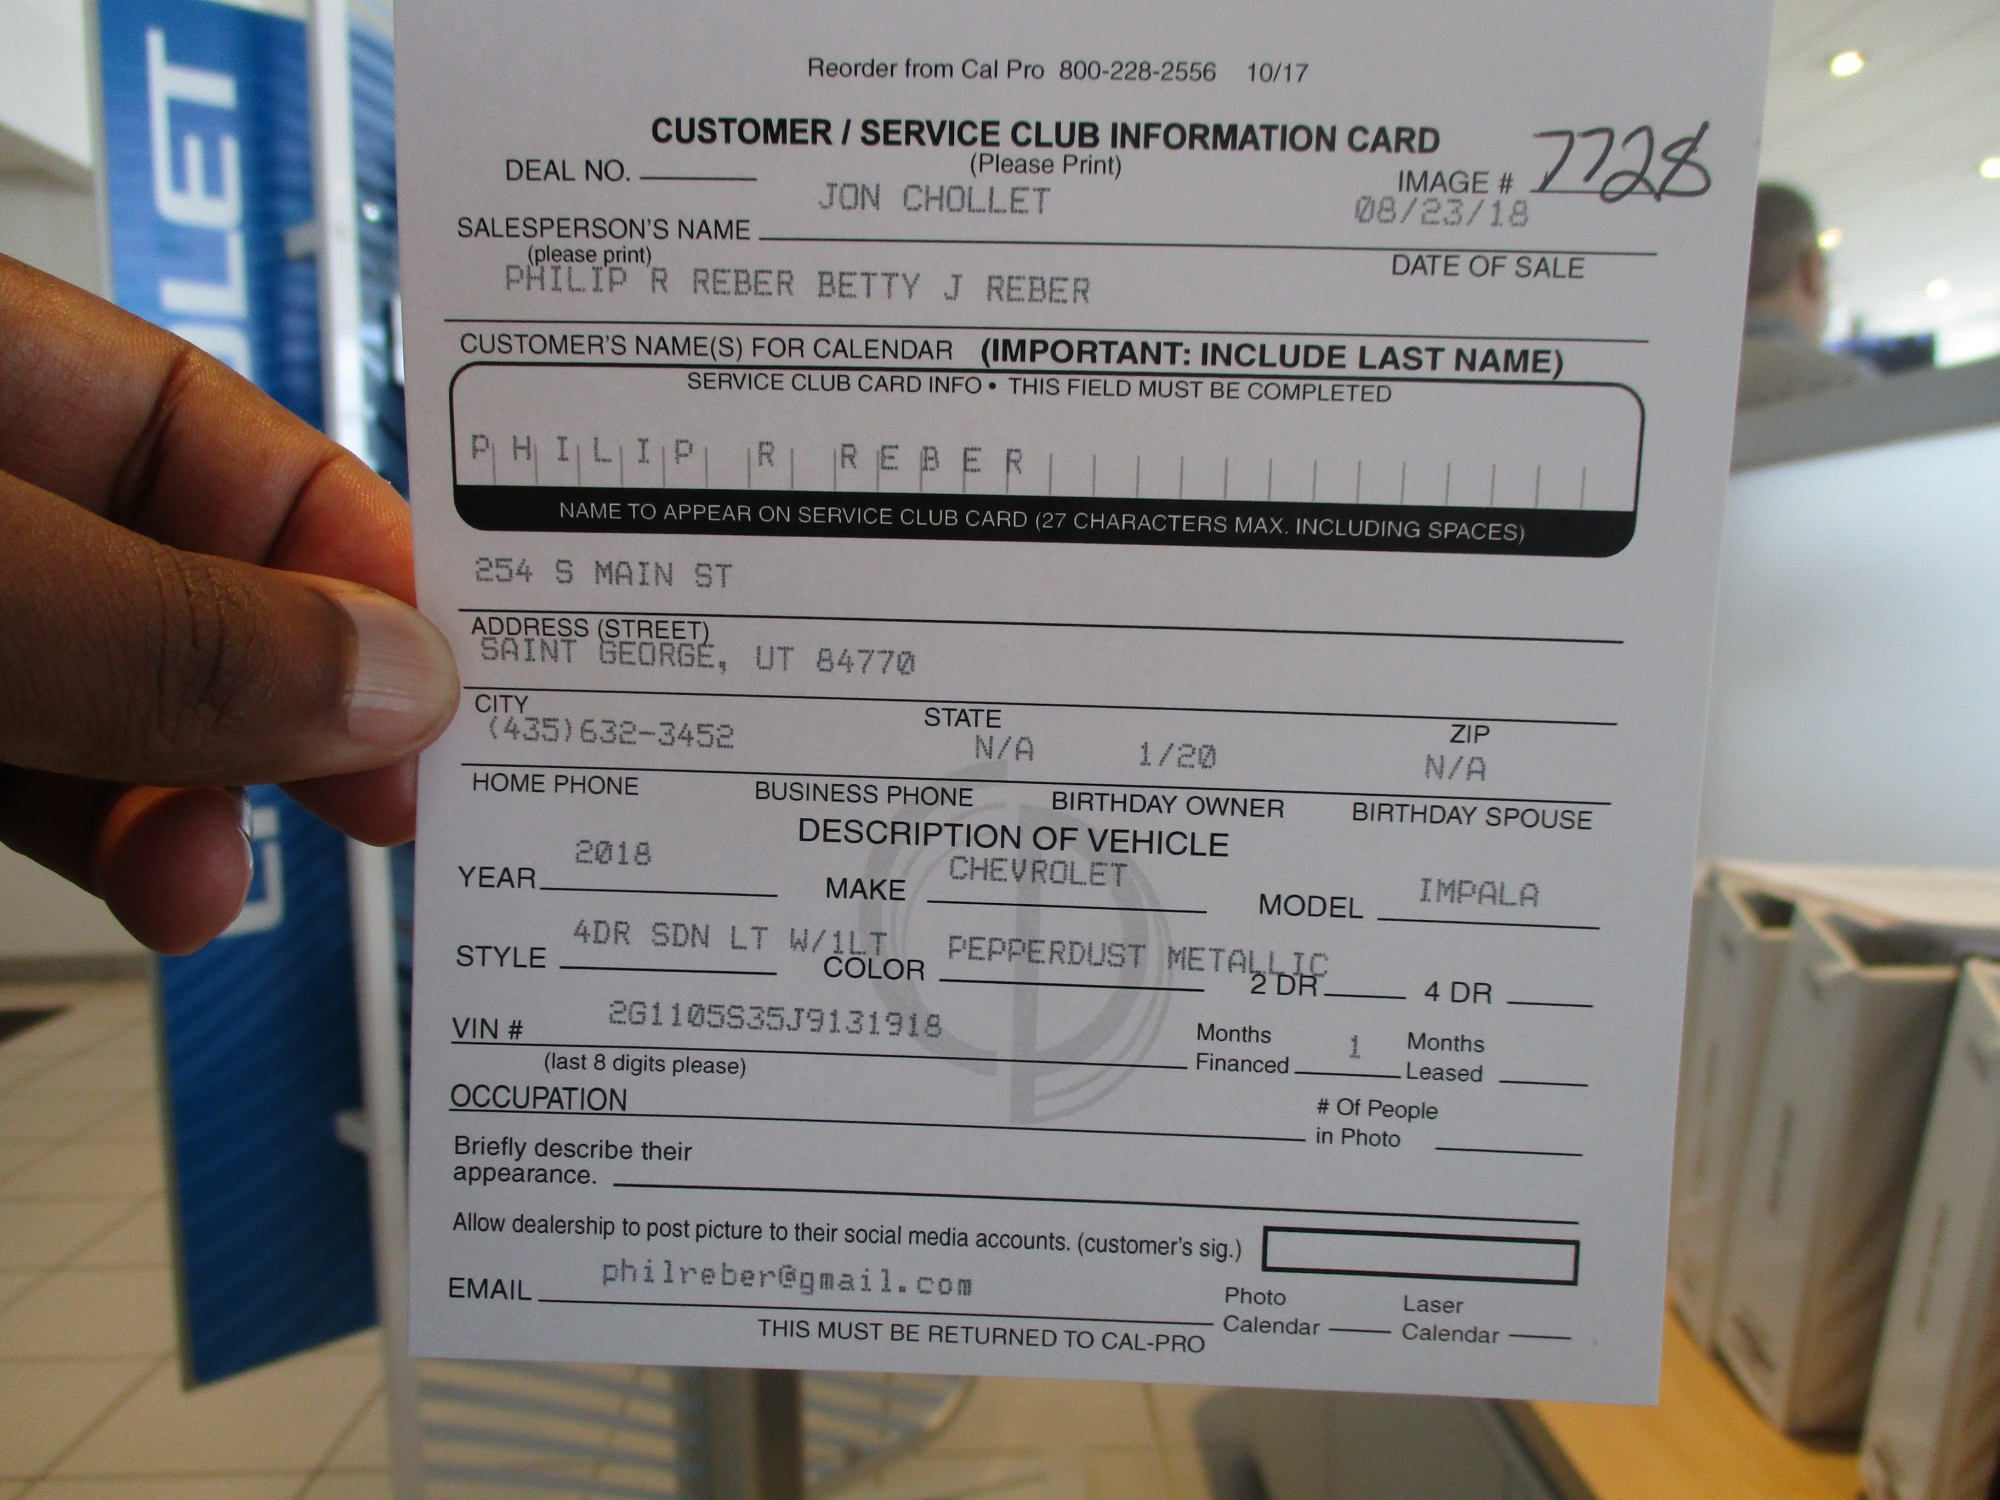 CHEVROLET
Reorder from Cal Pro 800-228-2556 10/17
CUSTOMER / SERVICE CLUB INFORMATION CARD
(Please Print)
DEAL NO.
IMAGE # 7728
JON CHOLLET
08/23/18
SALESPERSON'S NAME
(please print)
DATE OF SALE
PHILIP R REBER BETTY J REBER
CUSTOMER'S NAME(S) FOR CALENDAR (IMPORTANT: INCLUDE LAST NAME)
SERVICE CLUB CARD INFO • THIS FIELD MUST BE COMPLETED
PHILIP R REBER
NAME TO APPEAR ON SERVICE CLUB CARD (27 CHARACTERS MAX. INCLUDING SPACES)
254 S MAIN ST
ADDRESS (STREET)
SAINT GEORGE, UT 84770
CITY STATE ZIP
(435)632-3452 N/A 1/20 N/A
HOME PHONE BUSINESS PHONE BIRTHDAY OWNER BIRTHDAY SPOUSE
DESCRIPTION OF VEHICLE
YEAR 2018 MAKE CHEVROLET MODEL IMPALA
STYLE 4DR SDN LT W/1LT COLOR PEPPERDUST METALLIC 2 DR 4 DR
VIN # 2G1105S35J9131918
(last 8 digits please)
Months Financed 1 Months Leased
OCCUPATION
# Of People in Photo
Briefly describe their
appearance.
Allow dealership to post picture to their social media accounts. (customer's sig.)
EMAIL philreber@gmail.com
Photo Calendar Laser Calendar
THIS MUST BE RETURNED TO CAL-PRO